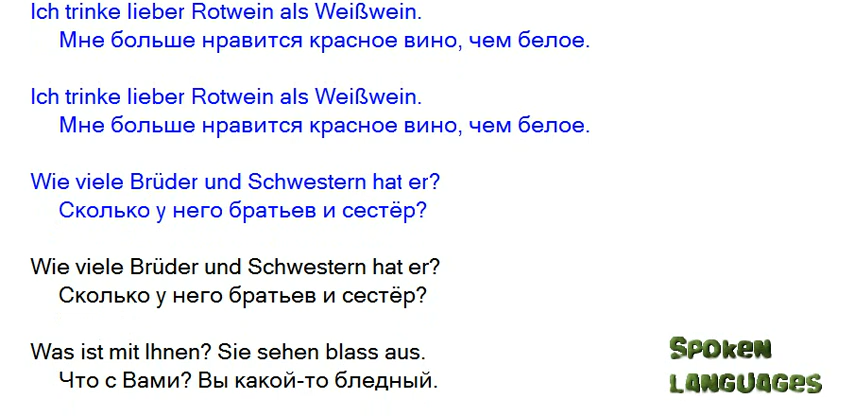 Ich trinke lieber Rotwein als Weißwein.
Мне больше нравится красное вино, чем белое.
Ich trinke lieber Rotwein als Weißwein.
Мне больше нравится красное вино, чем белое.
Wie viele Brüder und Schwestern hat er?
Сколько у него братьев и сестёр?
Wie viele Brüder und Schwestern hat er?
Сколько у него братьев и сестёр?
Was ist mit Ihnen? Sie sehen blass aus.
Что с Вами? Вы какой-то бледный.
Spoken
Languages